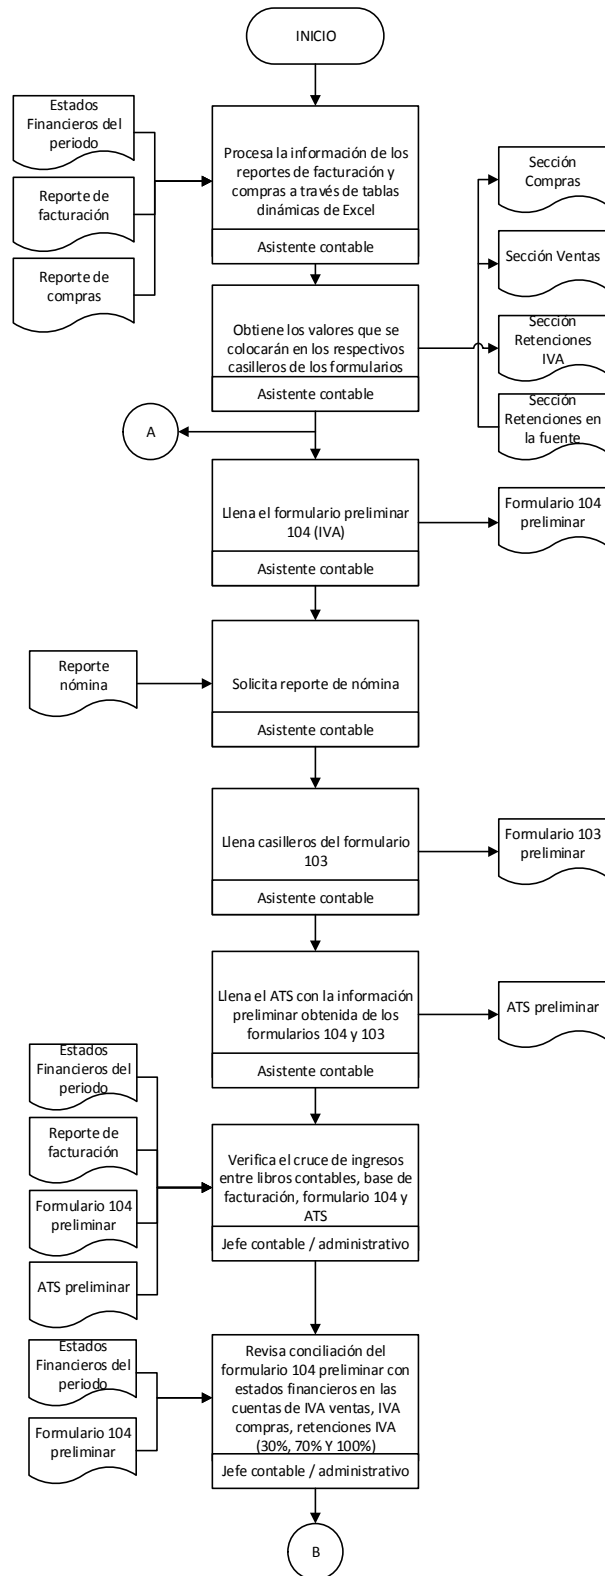 INICIO
Estados
Financieros del
periodo
Reporte de
facturación
Reporte de
compras
Procesa la información de los
reportes de facturación y
compras a través de tablas
dinámicas de Excel
Asistente contable
Sección
Compras
Sección Ventas
Sección
Retenciones
IVA
Sección
Retenciones en
la fuente
Obtiene los valores que se
colocarán en los respectivos
casilleros de los formularios
Asistente contable
A
Llena el formulario preliminar
104 (IVA)
Asistente contable
Formulario 104
preliminar
Reporte
nómina
Solicita reporte de nómina
Asistente contable
Llena casilleros del formulario
103
Asistente contable
Formulario 103
preliminar
Llena el ATS con la información
preliminar obtenida de los
formularios 104 y 103
Asistente contable
ATS preliminar
Estados
Financieros del
periodo
Reporte de
facturación
Formulario 104
preliminar
ATS preliminar
Verifica el cruce de ingresos
entre libros contables, base de
facturación, formulario 104 y
ATS
Jefe contable / administrativo
Estados
Financieros del
periodo
Formulario 104
preliminar
Revisa conciliación del
formulario 104 preliminar con
estados financieros en las
cuentas de IVA ventas, IVA
compras, retenciones IVA
(30%, 70% Y 100%)
Jefe contable / administrativo
B